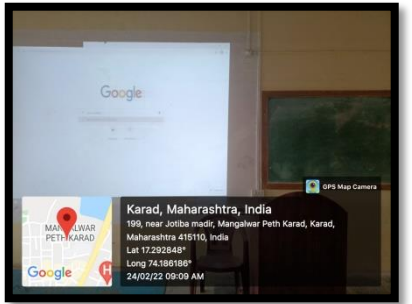 Google
GPS Map Camera
MANGALWAR
PETH KARAD
Google
H
Karad, Maharashtra, India
199, near Jotiba madir, Mangalwar Peth Karad, Karad,
Maharashtra 415110, India
Lat 17.292848°
Long 74.186186°
24/02/22 09:09 AM